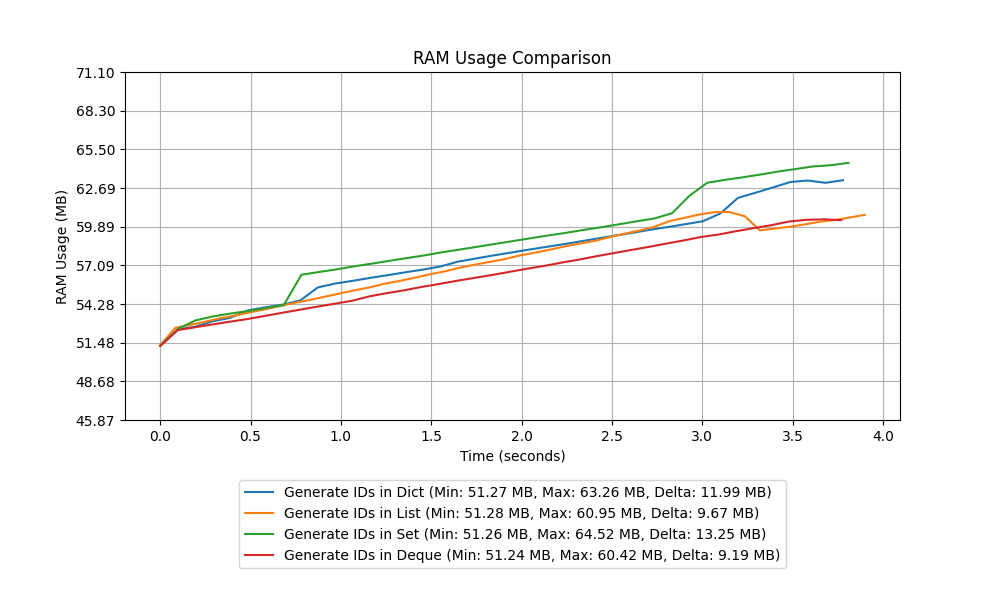 RAM Usage Comparison
RAM Usage (MB)
71.10
68.30
65.50
62.69
59.89
57.09
54.28
51.48
48.68
45.87
0.0 0.5 1.0 1.5 2.0 2.5 3.0 3.5 4.0
Time (seconds)
Generate IDs in Dict (Min: 51.27 MB, Max: 63.26 MB, Delta: 11.99 MB)
Generate IDs in List (Min: 51.28 MB, Max: 60.95 MB, Delta: 9.67 MB)
Generate IDs in Set (Min: 51.26 MB, Max: 64.52 MB, Delta: 13.25 MB)
Generate IDs in Deque (Min: 51.24 MB, Max: 60.42 MB, Delta: 9.19 MB)